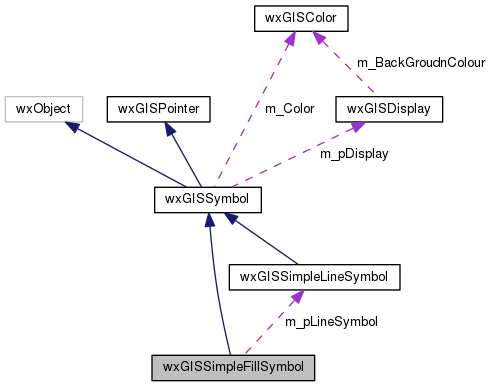 wxGISColor
m_BackGroudnColour
wxObject
wxGISPointer
m_Color
wxGISDisplay
m_pDisplay
wxGISSymbol
wxGISSimpleLineSymbol
m_pLineSymbol
wxGISSimpleFillSymbol